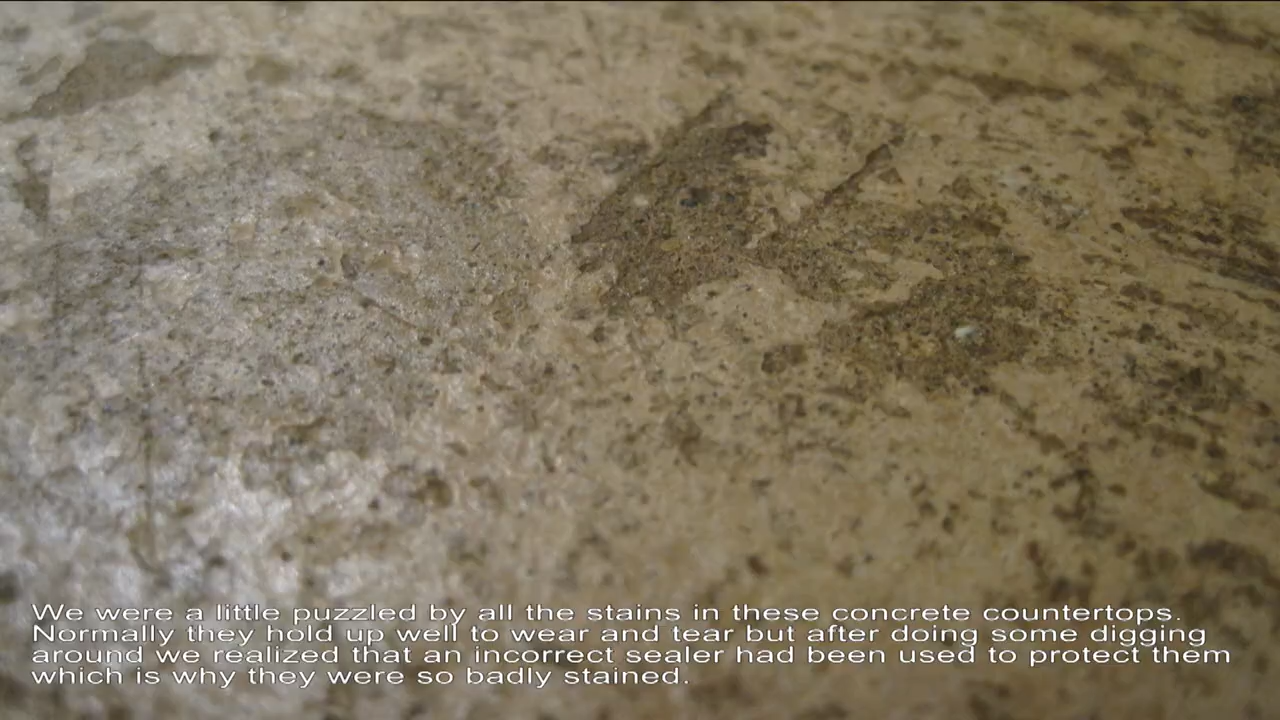 We were a little puzzled by all the stains in these concrete countertops.
Normally they hold up well to wear and tear but after doing some digging
around we realized that an incorrect sealer had been used to protect them
which is why they were so badly stained.